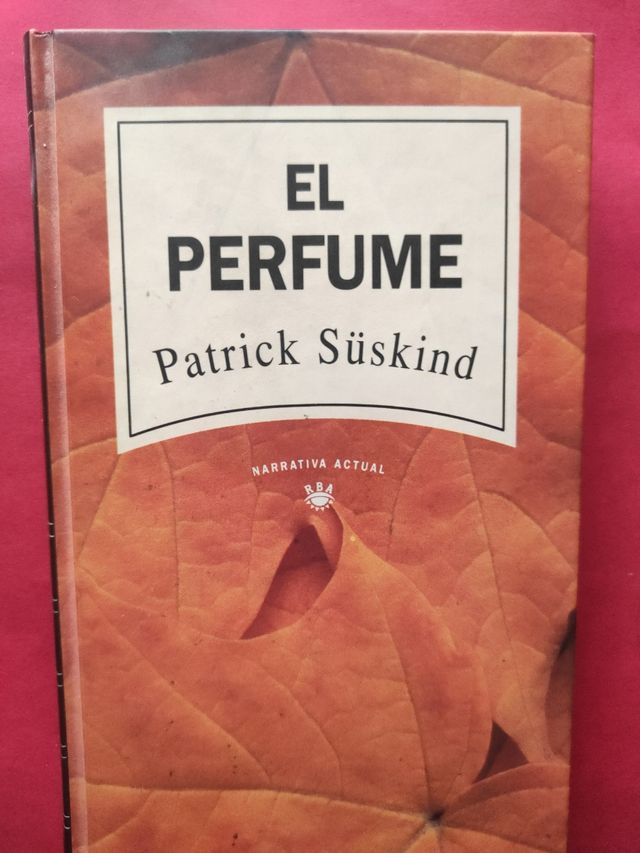 EL
PERFUME
Patrick Süskind
NARRATIVA ACTUAL
RBA